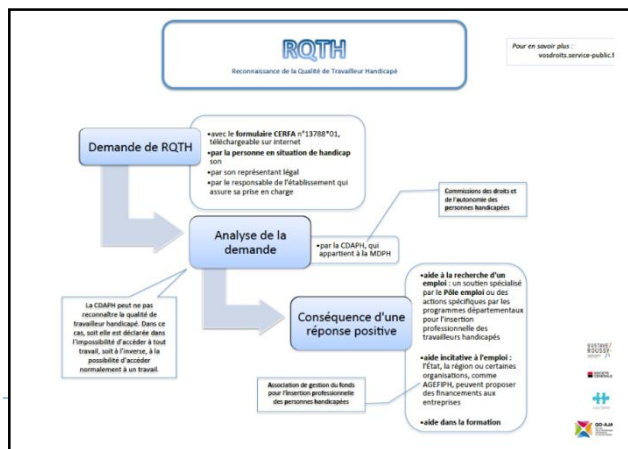 RQTH
Reconnaissance de la Qualité de Travailleur Handicapé
Pour en savoir plus :
vosdroits.service-public.f
Demande de RQTH
•avec le formulaire CERFA n°13788*01,
téléchargeable sur internet
•par la personne en situation de handicap
son
•par son représentant légal
•par le responsable de l'établissement qui
assure sa prise en charge
Commissions des droits et
de l'autonomie des
personnes handicapées
Analyse de la
demande
•par la CDAPH, qui
appartient à la MDPH
La CDAPH peut ne pas
reconnaître la qualité de
travailleur handicapé. Dans ce
cas, soit elle est déclarée dans
l'impossibilité d'accéder à tout
travail, soit à l'inverse, à la
possibilité d'accéder
normalement à un travail.
Conséquence d'une
réponse positive
•aide à la recherche d'un
emploi : un soutien spécialisé
par le Pôle emploi ou des
actions spécifiques par les
programmes départementaux
pour l'insertion
professionnelle des
travailleurs handicapés
•aide incitative à l'emploi :
l'État, la région ou certaines
organisations, comme
AGEFIPH, peuvent proposer
des financements aux
entreprises
•aide dans la formation
Association de gestion du fonds
pour l'insertion professionnelle
des personnes handicapées
GUSTAVE
ROUSSY
SOCIETE
GENERALE
GO-AJA